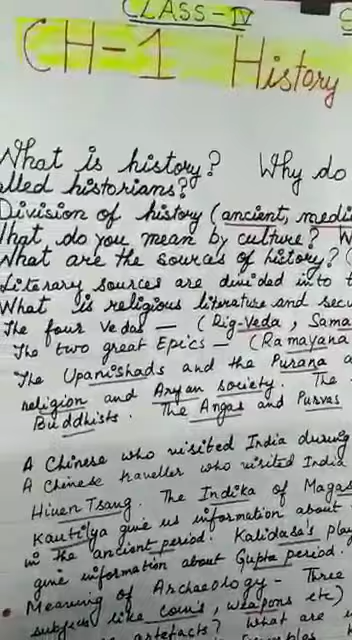 CLASS-IV
CH-1 History
What is history? Why do
called historians?
Division of history (ancient, medi
What do you mean by culture? W
What are the sources of history? (
Literary sources are divided into t
What is religious literature and secu
The four Vedas — (Rig-Veda, Sama
The two great Epics — (Ramayana
The Upanishads and the Purana a
religion and Aryan society. The
Buddhists. The Angas and Purvas
A Chinese who visited India during
A Chinese traveller who visited India
Hiuen Tsang. The Indika of Magas
Kautilya give us information about
in the ancient period. Kalidasa's play
give information about Gupta period.
Meaning of Archaeology - Three
subjects like coins, weapons etc)
artefacts? What are